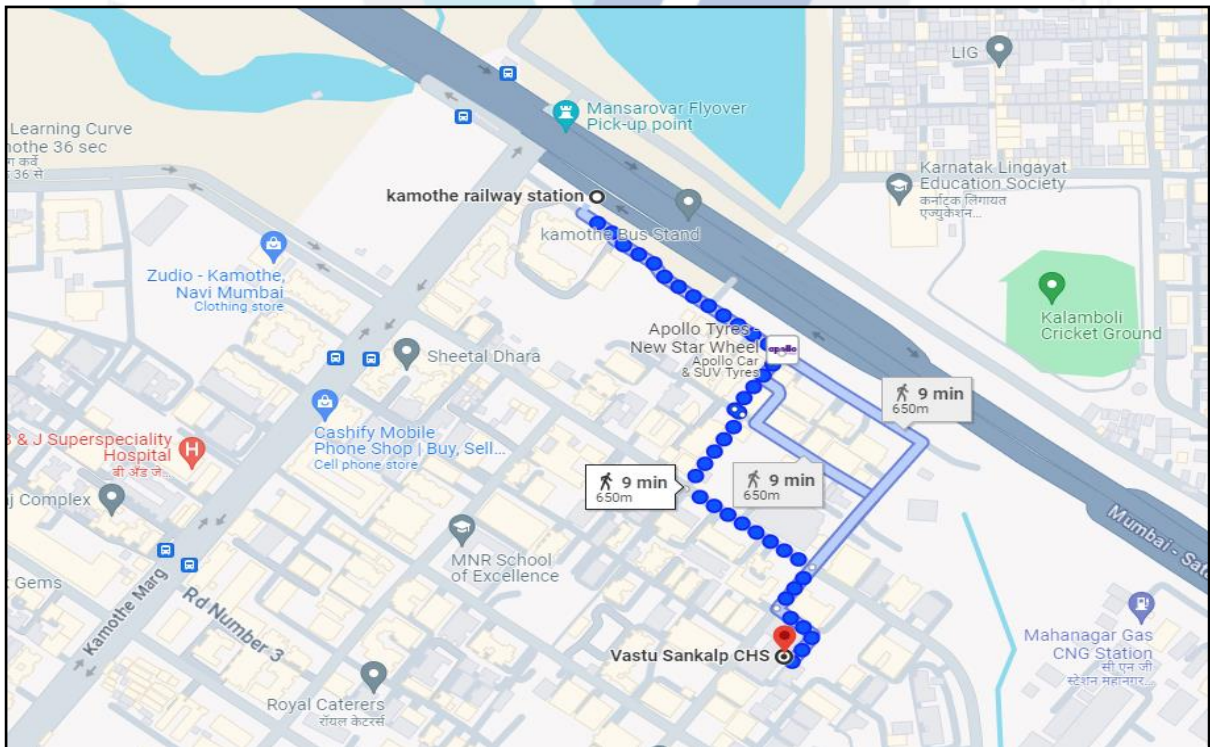 LIG
Mansarovar Flyover
Pick-up point
Learning Curve
nothe 36 sec
36 से
Karnatak Lingayat
Education Society
कर्नाटक लिंगायत
एज्युकेशन...
kamothe railway station
kamothe Bus Stand
Zudio - Kamothe,
Navi Mumbai
Clothing store
Kalamboli
Cricket Ground
Apollo Tyres -
New Star Wheel
Apollo Car
& SUV Tyres
apollo
Sheetal Dhara
9 min
650m
Cashify Mobile
Phone Shop | Buy, Sell...
Cell phone store
B & J Superspeciality
Hospital
बी अँड जे...
9 min
650m
9 min
650m
j Complex
Mumbai - Sat
MNR School
of Excellence
Gems
Kamothe Marg
Rd Number 3
Mahanagar Gas
CNG Station
सी एन जी
स्टेशन महानगर...
Vastu Sankalp CHS
Royal Caterers
रॉयल केटरर्स